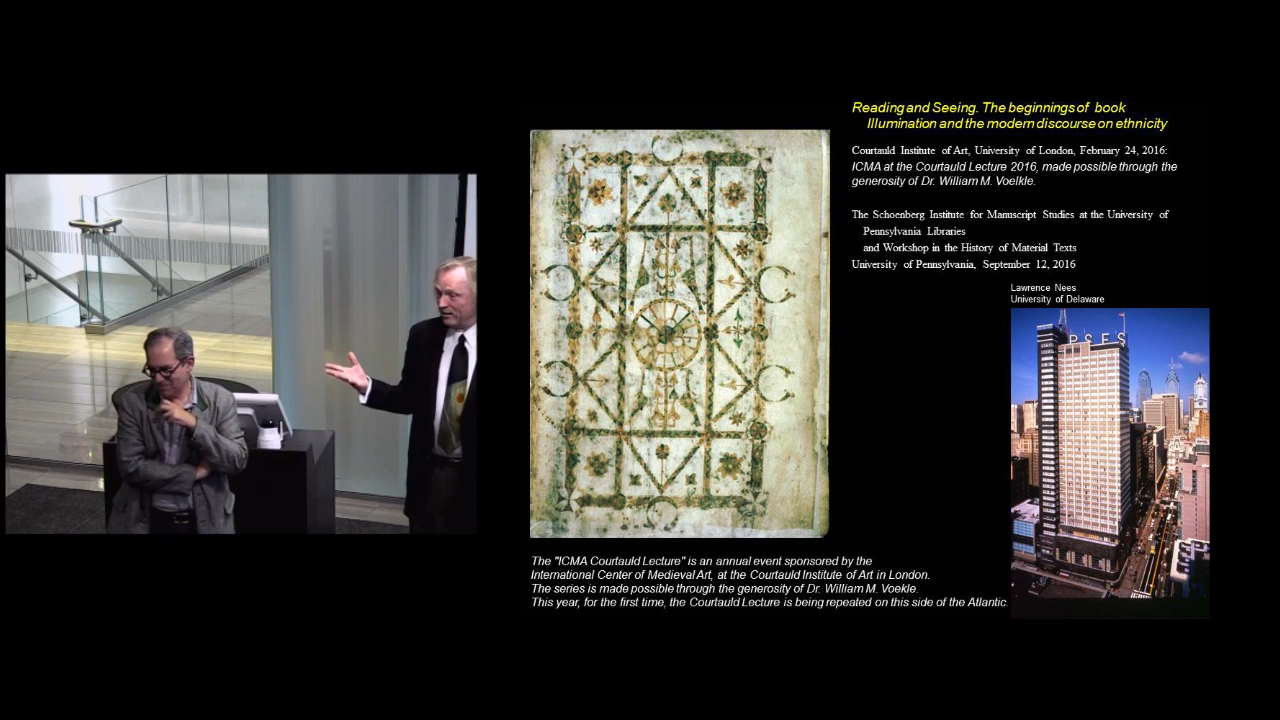 Reading and Seeing. The beginnings of book
Illumination and the modern discourse on ethnicity
Courtauld Institute of Art, University of London, February 24, 2016:
ICMA at the Courtauld Lecture 2016, made possible through the
generosity of Dr. William M. Voelkle.
The Schoenberg Institute for Manuscript Studies at the University of
Pennsylvania Libraries
and Workshop in the History of Material Texts
University of Pennsylvania, September 12, 2016
Lawrence Nees
University of Delaware
PSFS
The "ICMA Courtauld Lecture" is an annual event sponsored by the
International Center of Medieval Art, at the Courtauld Institute of Art in London.
The series is made possible through the generosity of Dr. William M. Voekle.
This year, for the first time, the Courtauld Lecture is being repeated on this side of the Atlantic.